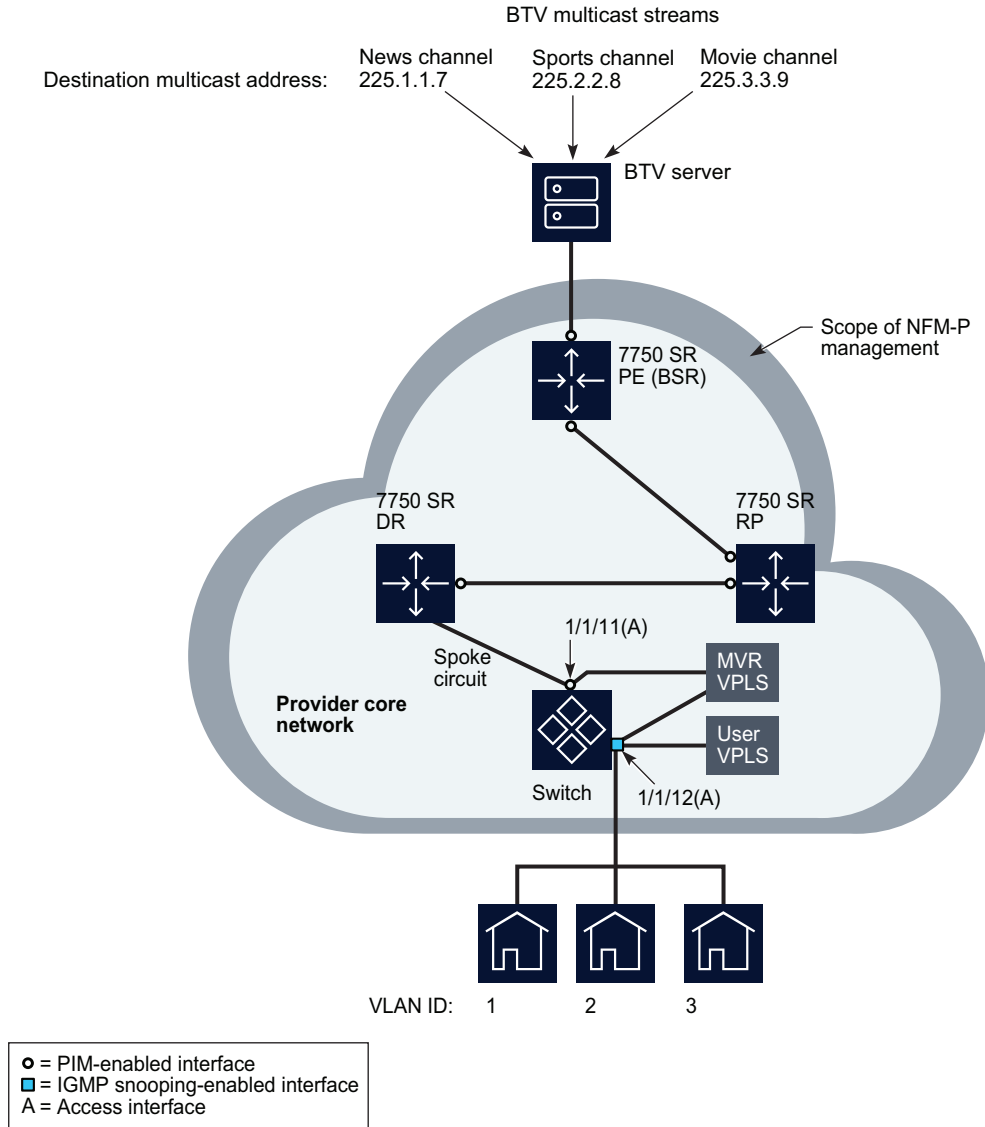 BTV multicast streams
Destination multicast address:
News channel
225.1.1.7
Sports channel
225.2.2.8
Movie channel
225.3.3.9
BTV server
Scope of NFM-P
management
7750 SR
PE (BSR)
7750 SR
DR
7750 SR
RP
1/1/11(A)
Spoke
circuit
MVR
VPLS
Provider core
network
User
VPLS
Switch
1/1/12(A)
VLAN ID:
1
2
3
= PIM-enabled interface
= IGMP snooping-enabled interface
A = Access interface